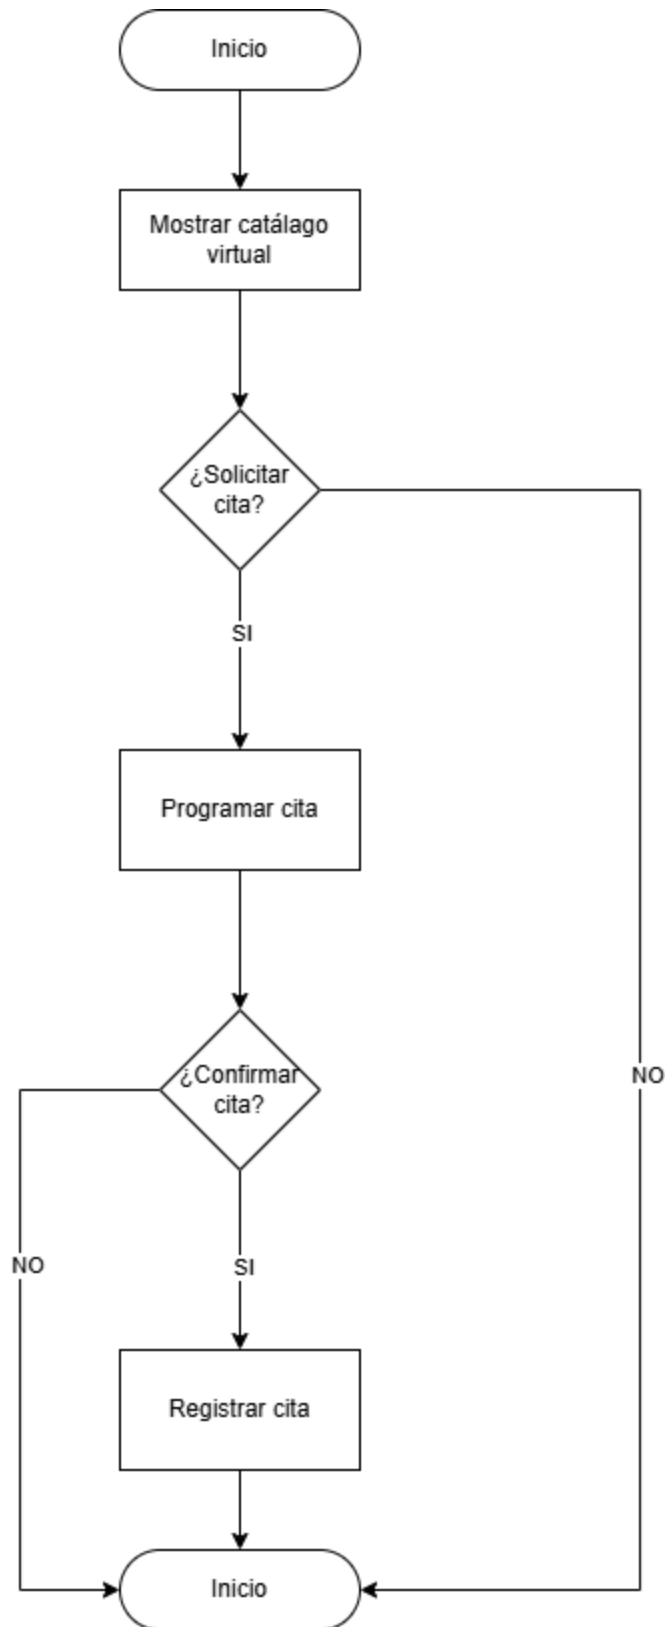 Inicio
Mostrar catálago
virtual
¿Solicitar
cita?
SI
Programar cita
¿Confirmar
cita?
NO
NO
SI
Registrar cita
Inicio